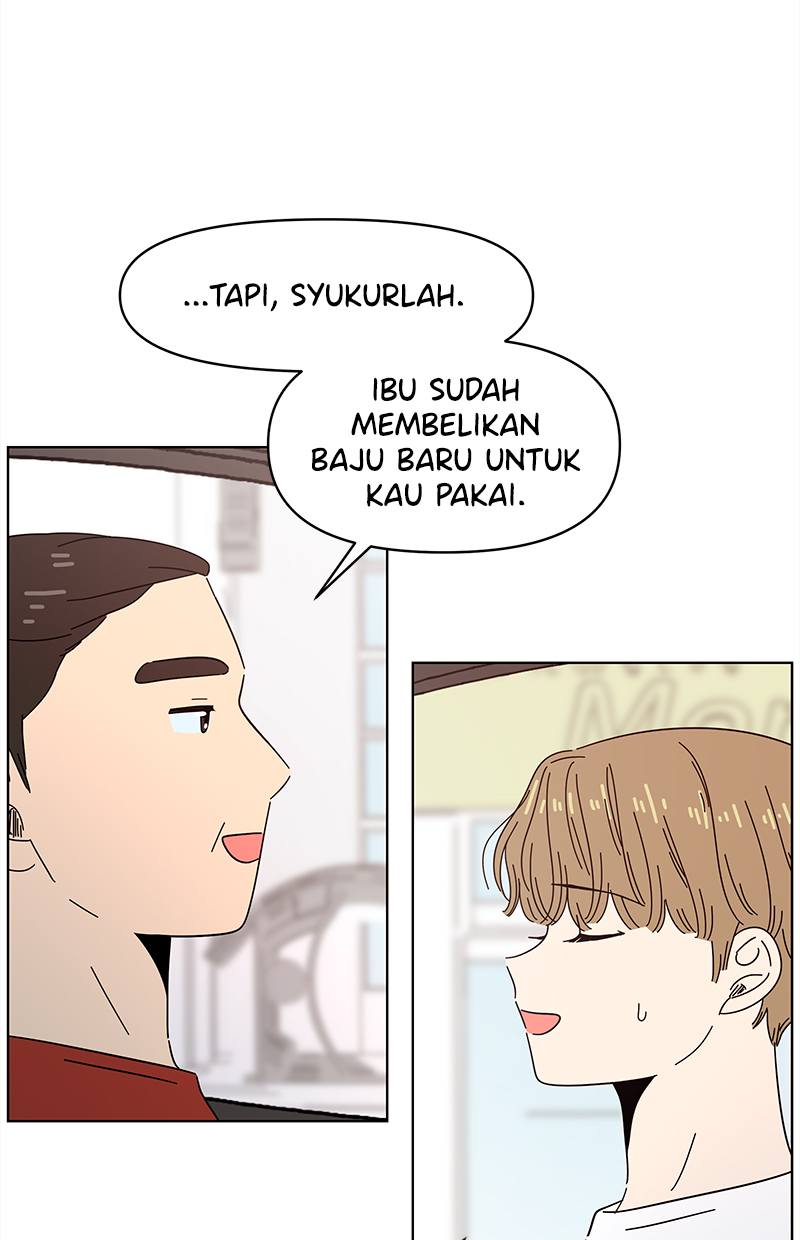 ...TAPI, SYUKURLAH.
IBU SUDAH
MEMBELIKAN
BAJU BARU UNTUK
KAU PAKAI.